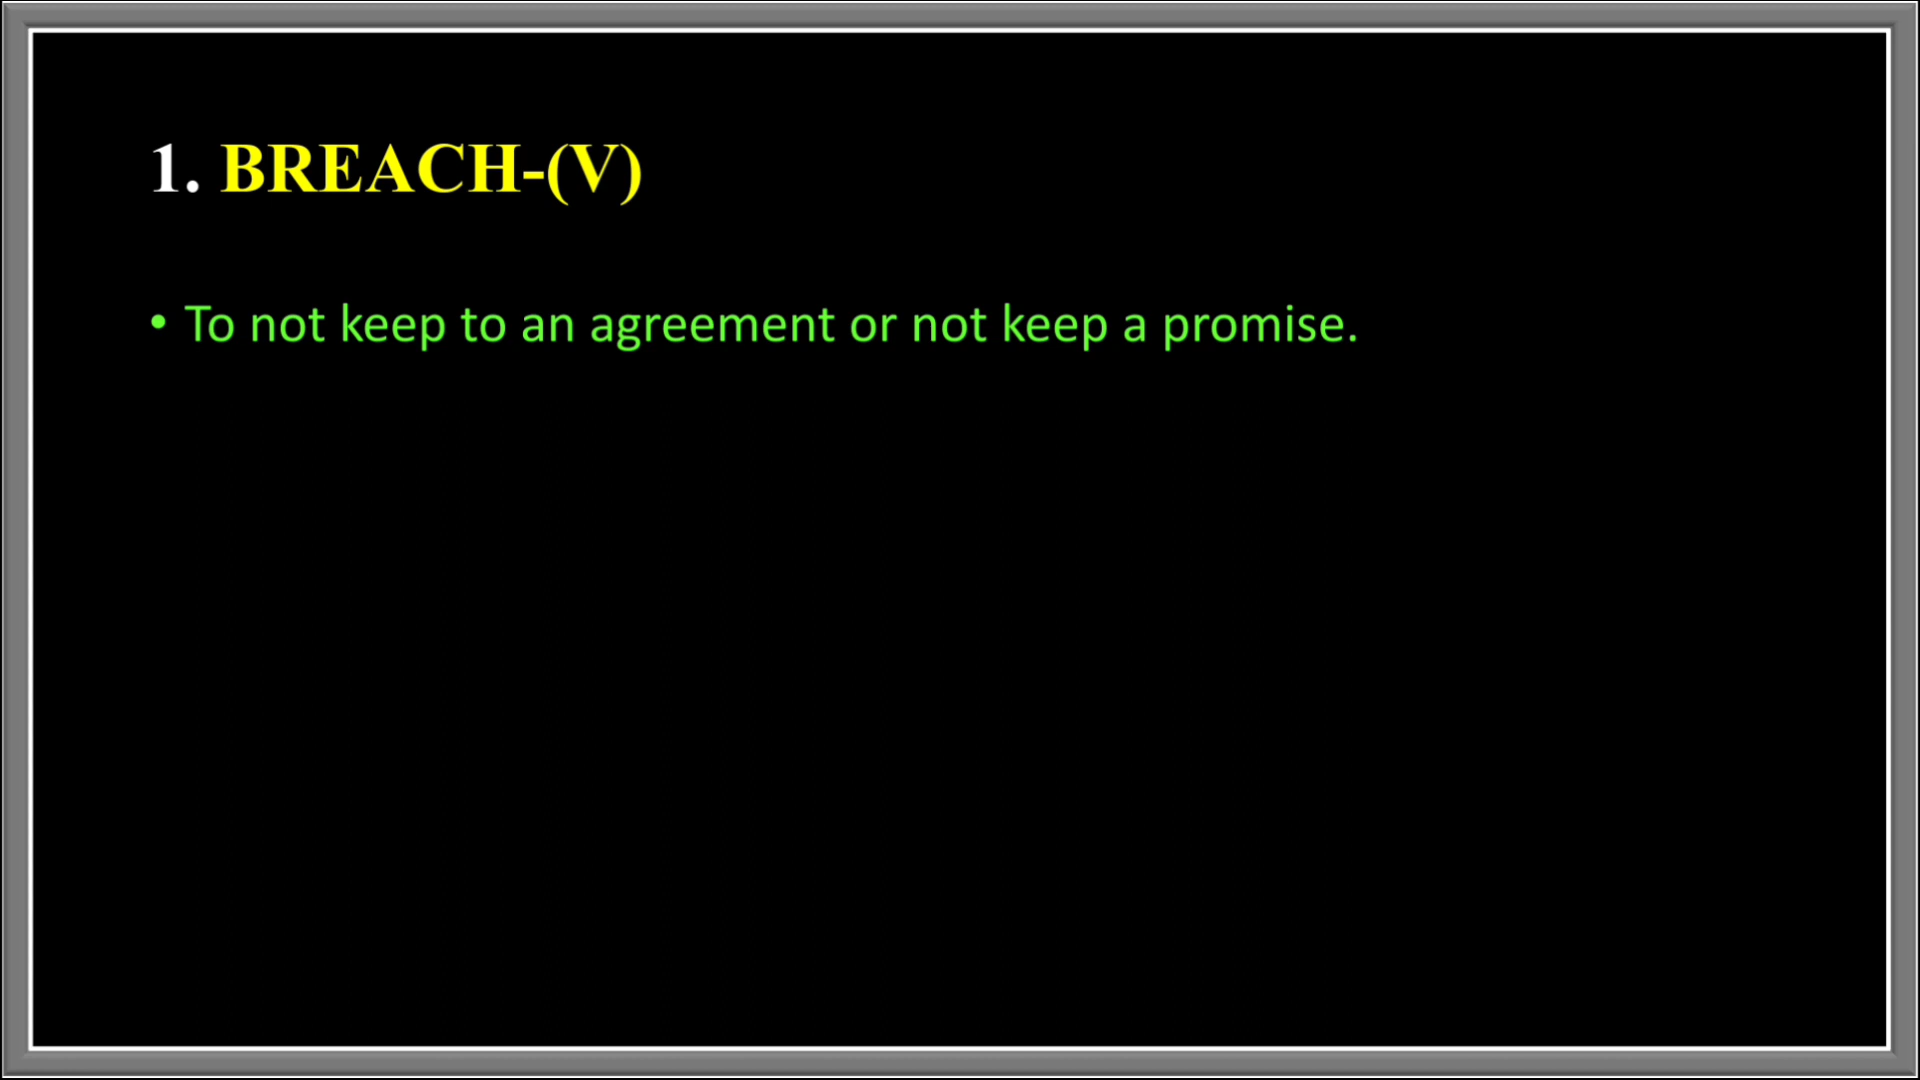 1. BREACH-(V)
• To not keep to an agreement or not keep a promise.